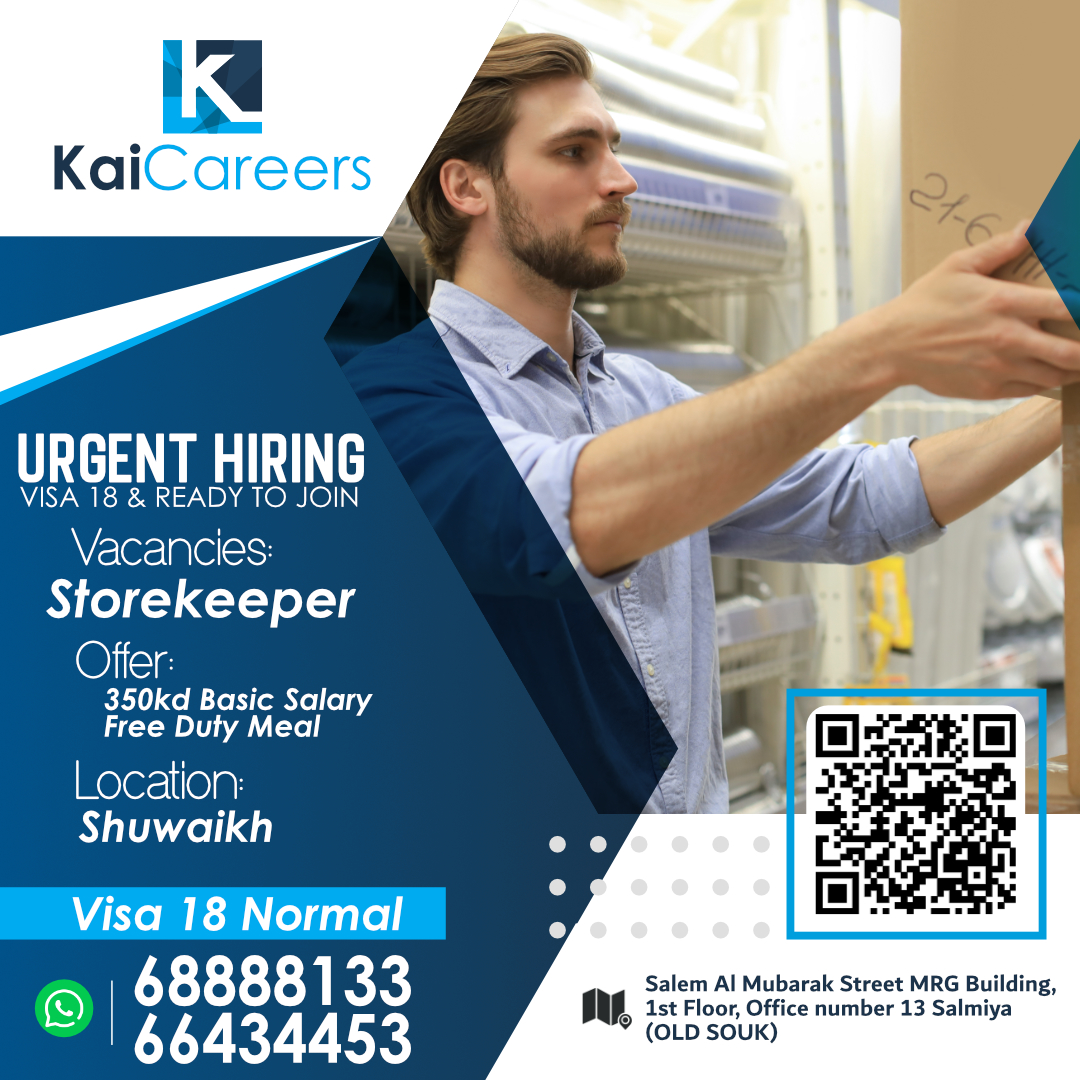 K
KaiCareers
21-6
URGENT HIRING
VISA 18 & READY TO JOIN
Vacancies:
Storekeeper
Offer:
350kd Basic Salary
Free Duty Meal
Location:
Shuwaikh
Visa 18 Normal
68888133
66434453
Salem Al Mubarak Street MRG Building,
1st Floor, Office number 13 Salmiya
(OLD SOUK)